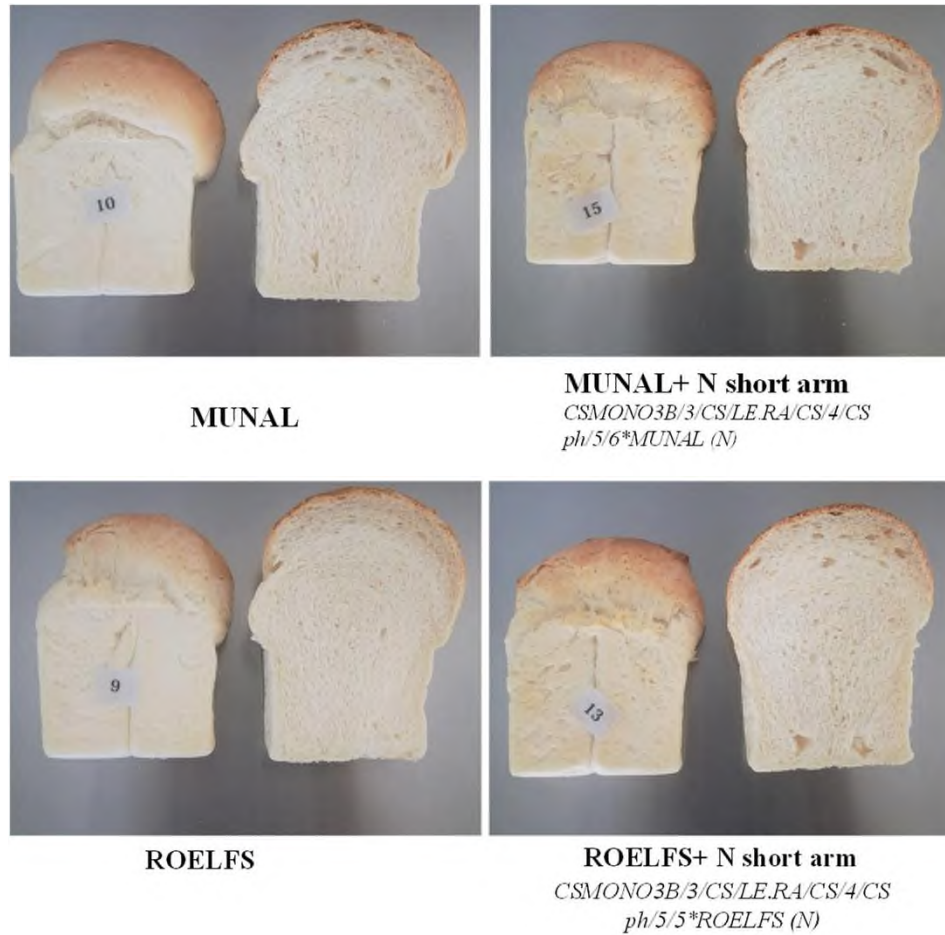 10
15
MUNAL
MUNAL+ N short arm
CSMONO3B/3/CS/LE.RA/CS/4/CS
ph/5/6*MUNAL (N)
9
13
ROELFS
ROELFS+ N short arm
CSMONO3B/3/CS/LE.RA/CS/4/CS
ph/5/5*ROELFS (N)